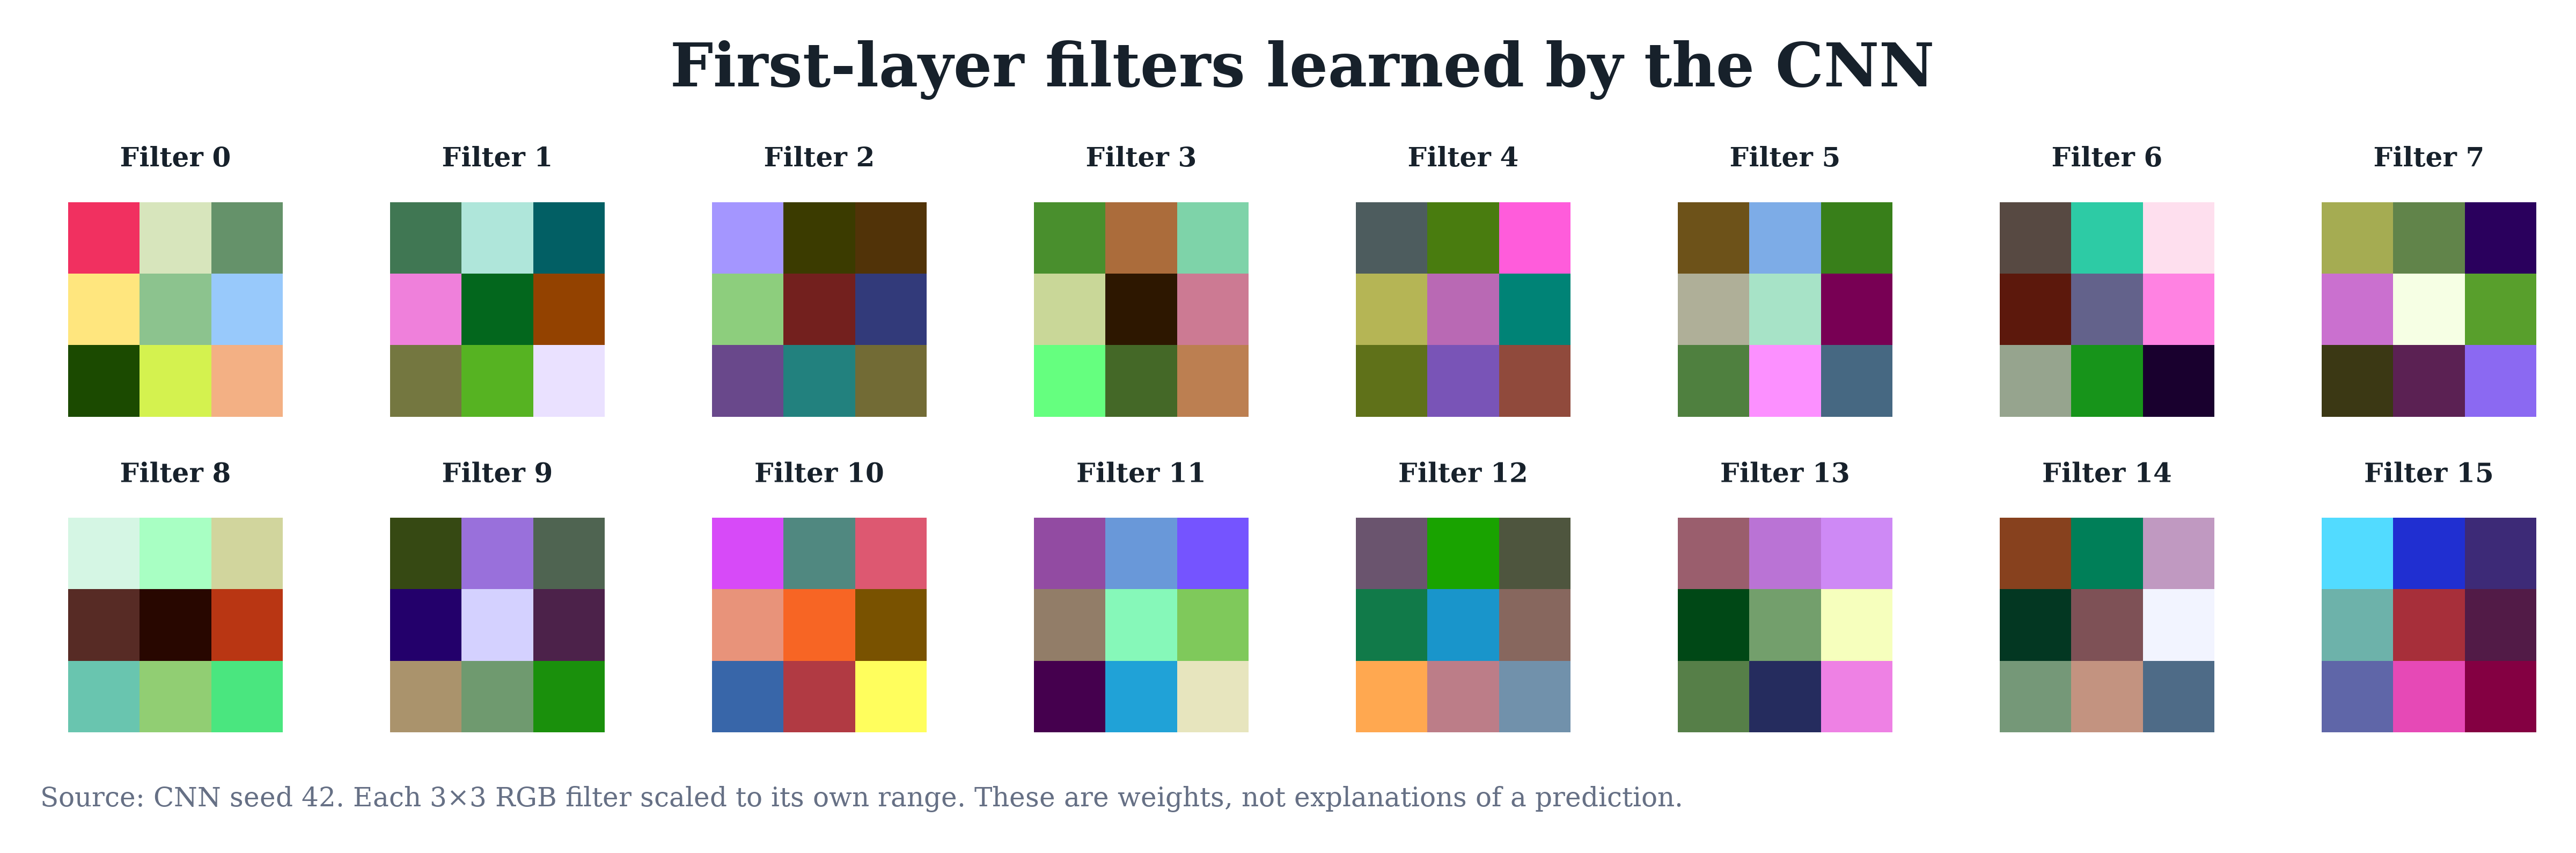 First-layer filters learned by the CNN
Filter 0 Filter 1 Filter 2 Filter 3 Filter 4 Filter 5 Filter 6 Filter 7
Filter 8 Filter 9 Filter 10 Filter 11 Filter 12 Filter 13 Filter 14 Filter 15
Source: CNN seed 42. Each 3×3 RGB filter scaled to its own range. These are weights, not explanations of a prediction.